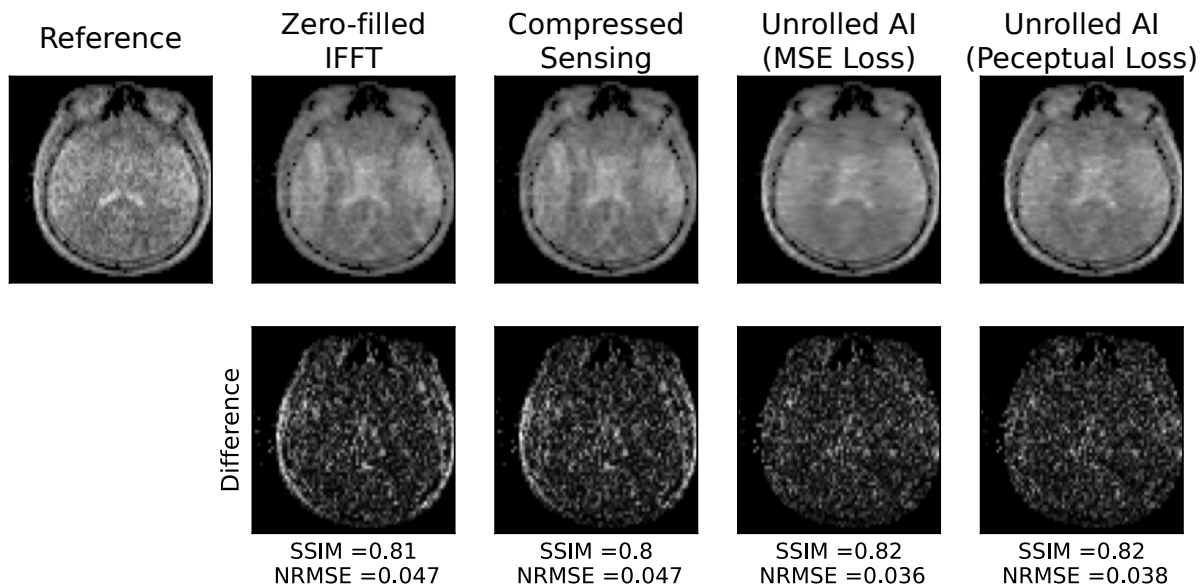 Reference
Zero-filled
IFFT
Compressed
Sensing
Unrolled AI
(MSE Loss)
Unrolled AI
(Peceptual Loss)
Difference
SSIM =0.81
NRMSE =0.047
SSIM =0.8
NRMSE =0.047
SSIM =0.82
NRMSE =0.036
SSIM =0.82
NRMSE =0.038